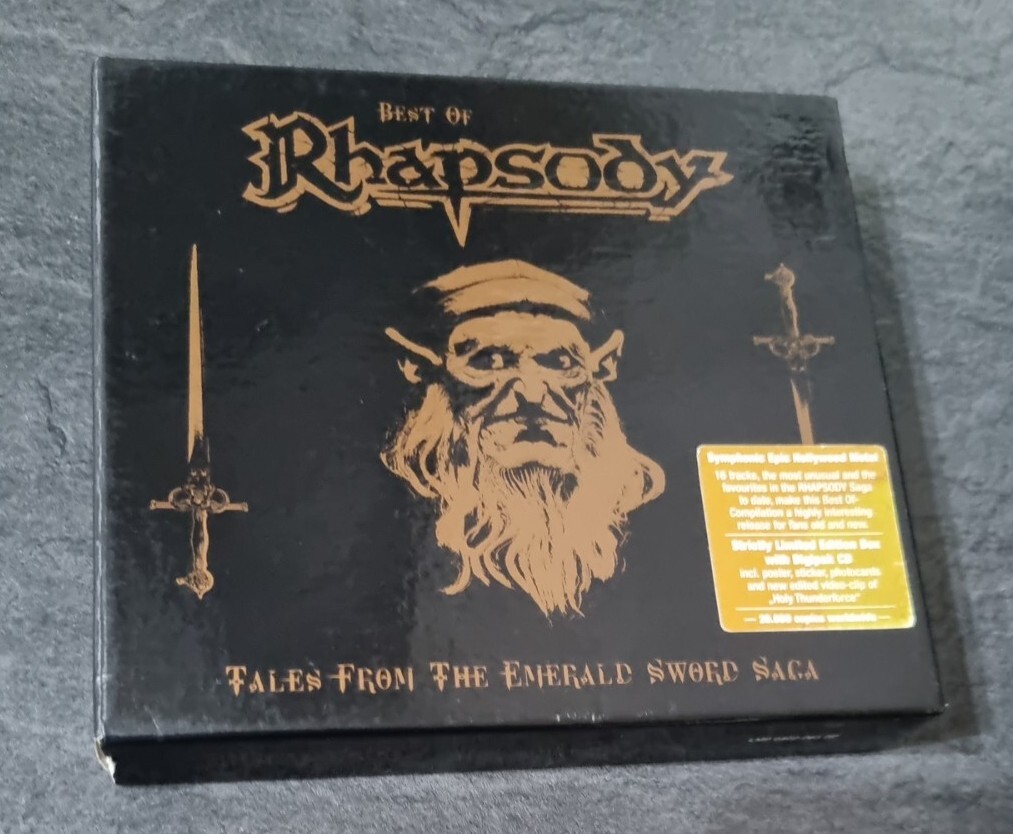 Best Of
Rhapsody
Symphonic Epic Hollywood Metal
16 tracks, the most unusual and the
favourites in the RHAPSODY Saga
to date, make this Best Of-
Compilation a highly interesting
release for fans old and new.
Strictly Limited Edition Box
with Digipak CD
incl. poster, sticker, photocards
and new edited video-clip of
„Holy Thunderforce“
copies worldwide —
Tales From The Emerald Sword Saga